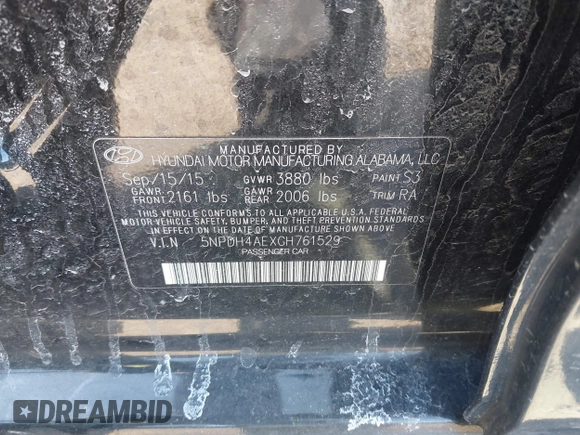 MANUFACTURED BY
HYUNDAI MOTOR MANUFACTURING ALABAMA, LLC
Sep/15/15 GVWR 3880 lbs PAINT S3
GAWR FRONT 2161 lbs GAWR REAR 2006 lbs TRIM RA
THIS VEHICLE CONFORMS TO ALL APPLICABLE U.S. FEDERAL
MOTOR VEHICLE SAFETY, BUMPER, AND THEFT PREVENTION STANDARDS
IN EFFECT ON THE DATE OF MANUFACTURE SHOWN ABOVE.
V.I.N 5NPDH4AEXGH761529
PASSENGER CAR
DREAMBID